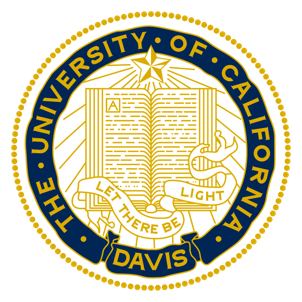 · THE · UNIVERSITY · OF · CALIFORNIA ·
A
LET THERE BE LIGHT
DAVIS